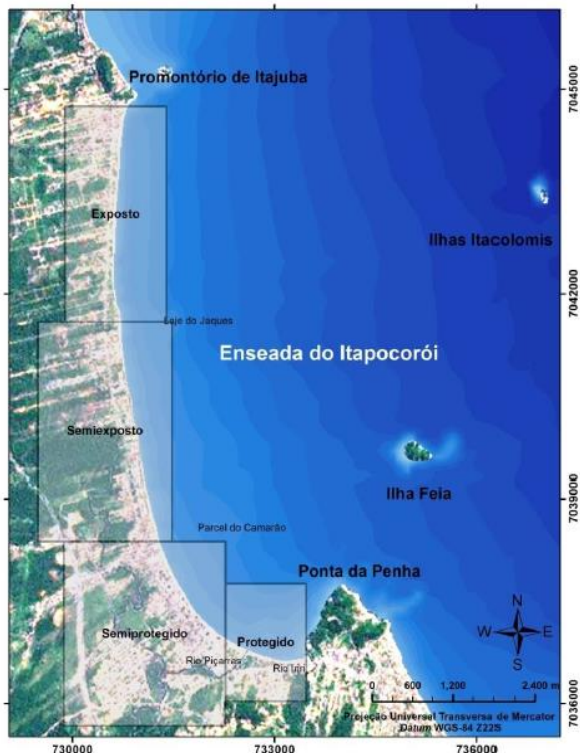 Promontório de Itajuba
7045000
Exposto
Ilhas Itacolomis
7042000
Laje do Jaques
Enseada do Itapocorói
Semiexposto
Ilha Feia
7039000
Parcel do Camarão
Ponta da Penha
N
W E
S
Semiprotegido
Protegido
Rio Piçarras
Rio Iriri
0 600 1,200 2,400 m
Projeção Universal Transversa de Mercator
Datum WGS-84 Z22S
7036000
730000 733000 736000